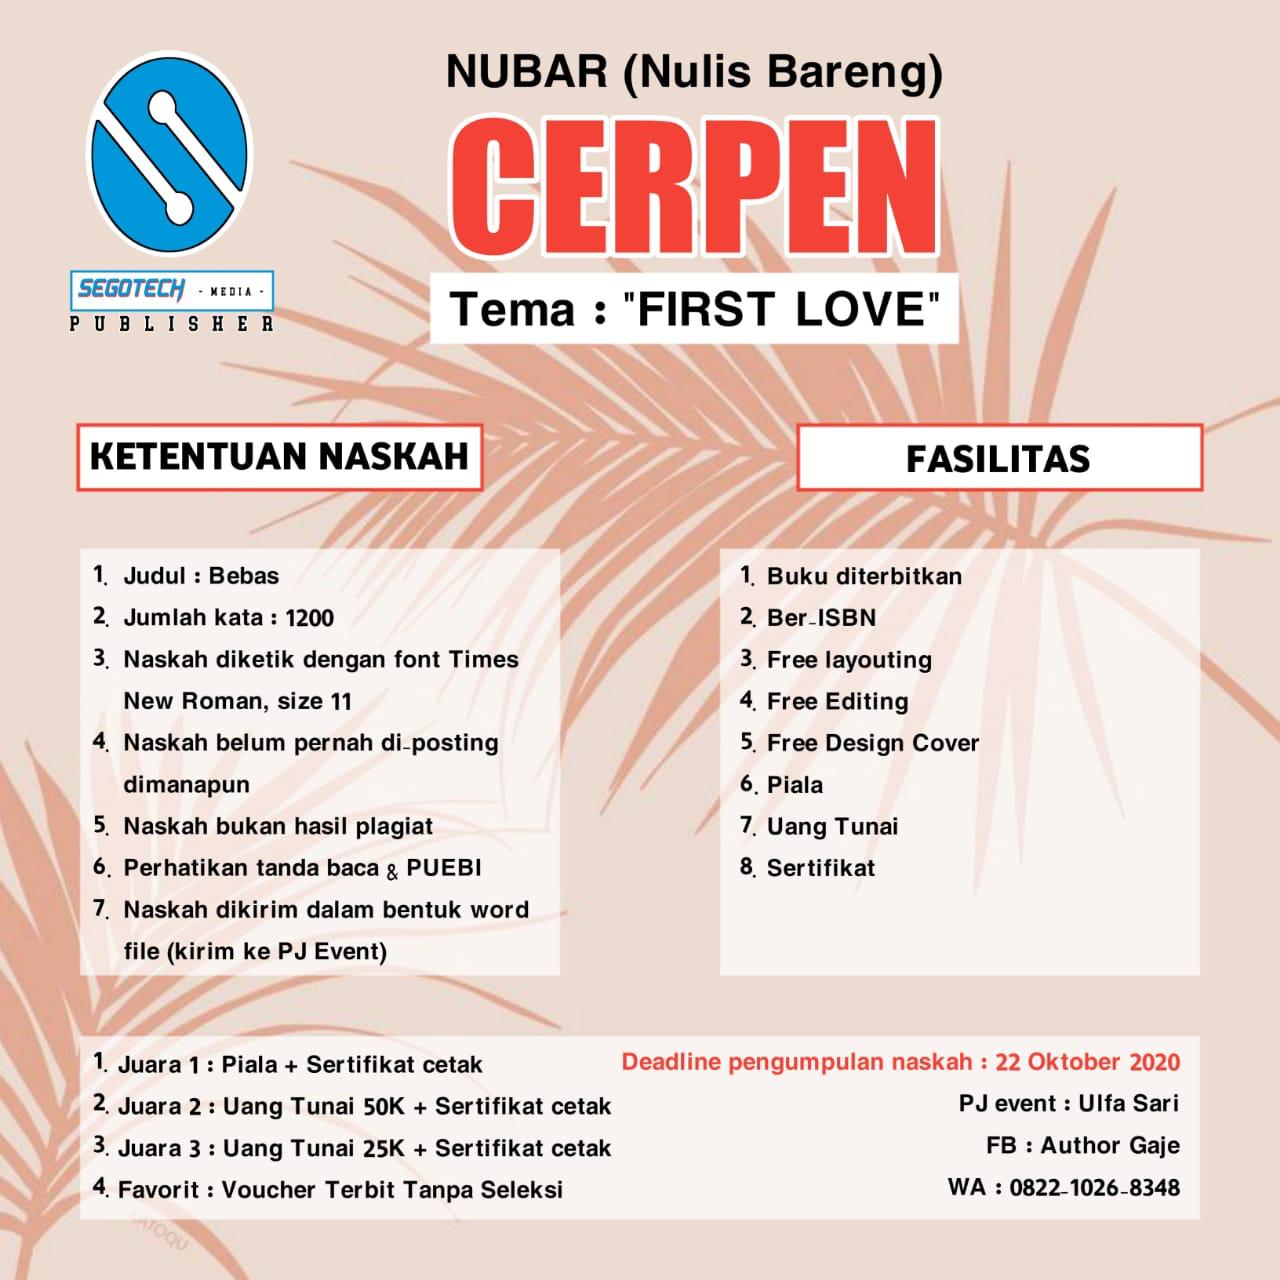 NUBAR (Nulis Bareng)
CERPEN
Tema : "FIRST LOVE"
SEGOTECH - MEDIA -
PUBLISHER
KETENTUAN NASKAH
1. Judul : Bebas
2. Jumlah kata : 1200
3. Naskah diketik dengan font Times
New Roman, size 11
4. Naskah belum pernah di-posting
dimanapun
5. Naskah bukan hasil plagiat
6. Perhatikan tanda baca & PUEBI
7. Naskah dikirim dalam bentuk word
file (kirim ke PJ Event)
FASILITAS
1. Buku diterbitkan
2. Ber-ISBN
3. Free layouting
4. Free Editing
5. Free Design Cover
6. Piala
7. Uang Tunai
8. Sertifikat
1. Juara 1 : Piala + Sertifikat cetak
2. Juara 2 : Uang Tunai 50K + Sertifikat cetak
3. Juara 3 : Uang Tunai 25K + Sertifikat cetak
4. Favorit : Voucher Terbit Tanpa Seleksi
Deadline pengumpulan naskah : 22 Oktober 2020
PJ event : Ulfa Sari
FB : Author Gaje
WA : 0822-1026-8348